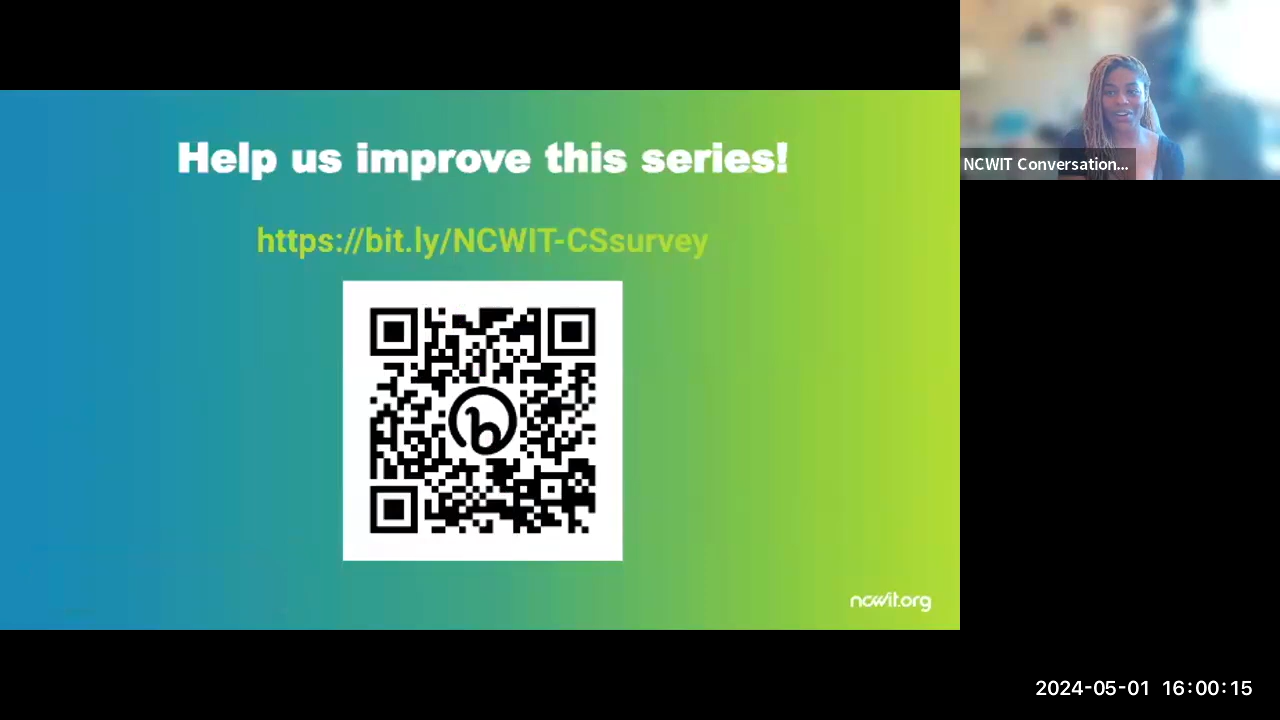 Help us improve this series!
https://bit.ly/NCWIT-CSsurvey
ncwit.org
NCWIT Conversation...
2024-05-01 16:00:15